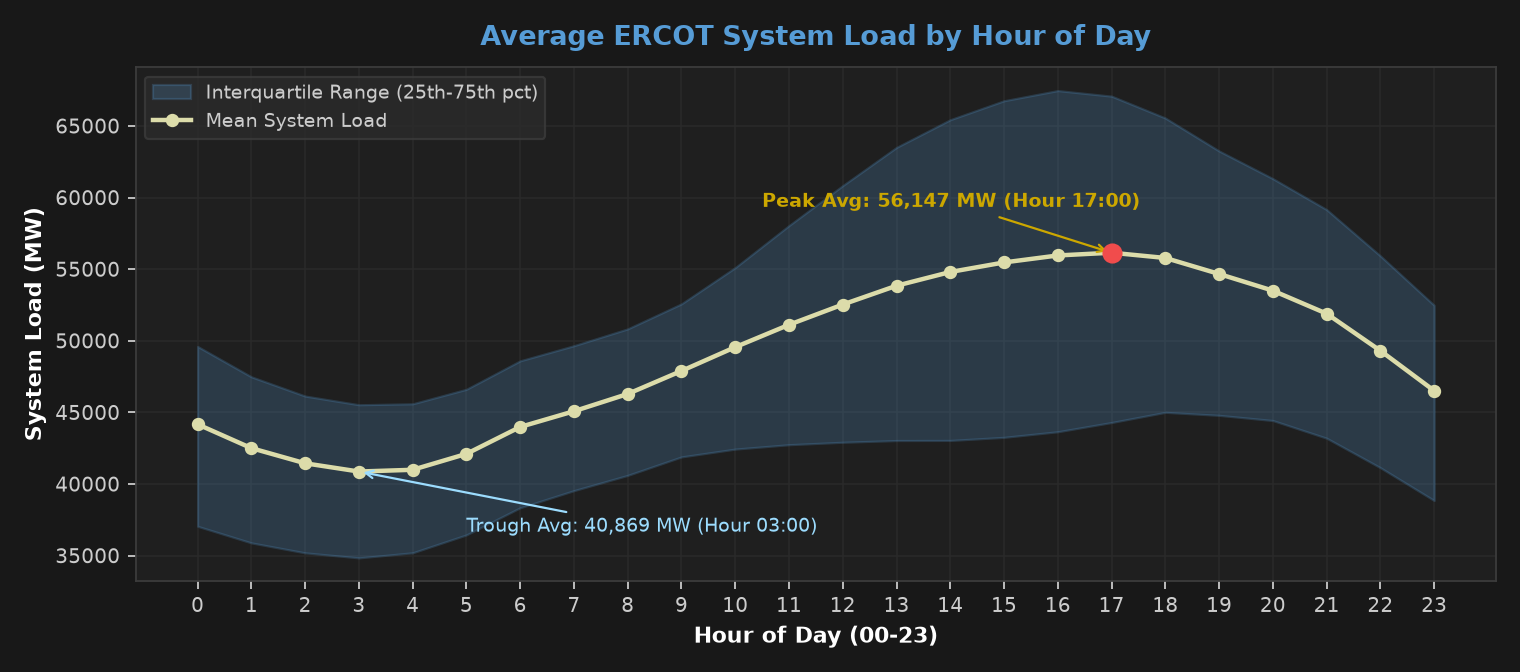 Average ERCOT System Load by Hour of Day
Interquartile Range (25th-75th pct)
Mean System Load
System Load (MW)
65000
60000
55000
50000
45000
40000
35000
Peak Avg: 56,147 MW (Hour 17:00)
Trough Avg: 40,869 MW (Hour 03:00)
0 1 2 3 4 5 6 7 8 9 10 11 12 13 14 15 16 17 18 19 20 21 22 23
Hour of Day (00-23)